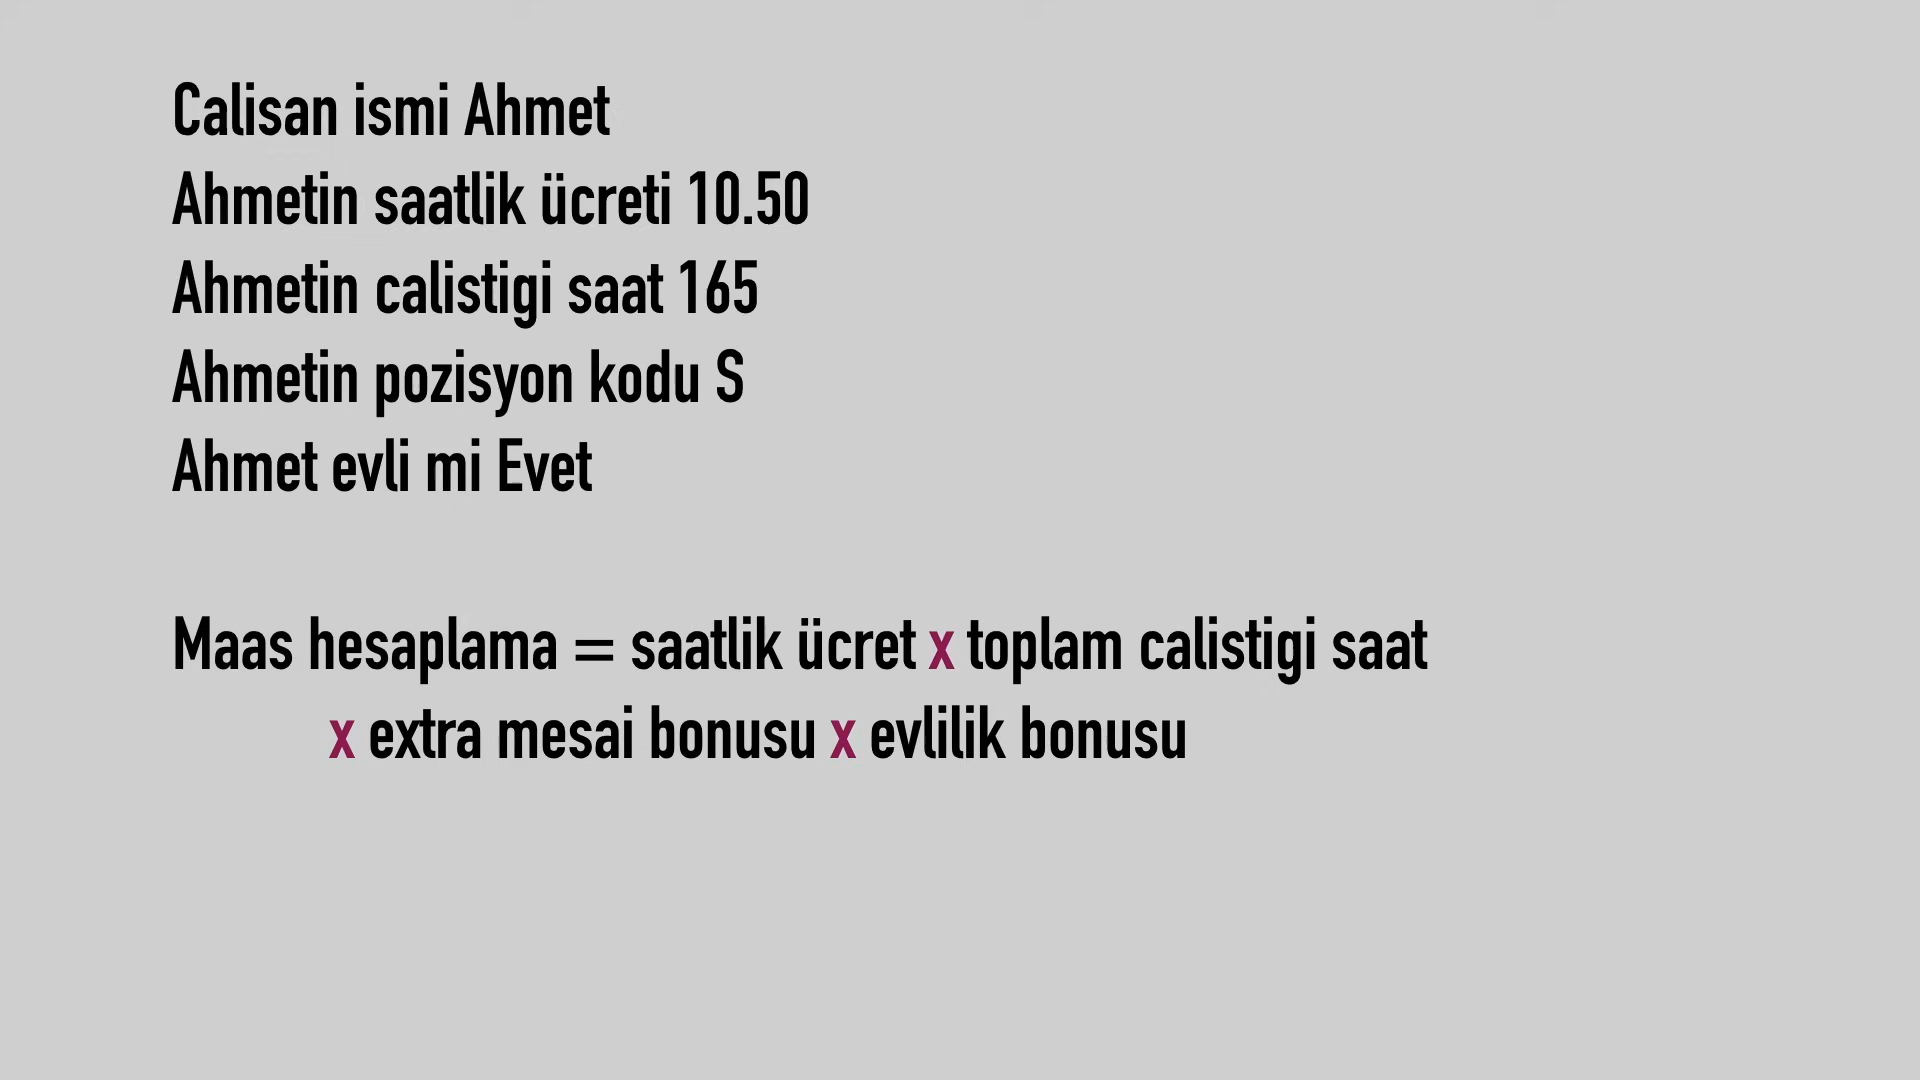 Calisan ismi Ahmet
Ahmetin saatlik ücreti 10.50
Ahmetin calistigi saat 165
Ahmetin pozisyon kodu S
Ahmet evli mi Evet
Maas hesaplama = saatlik ücret x toplam calistigi saat
x extra mesai bonusu x evlilik bonusu